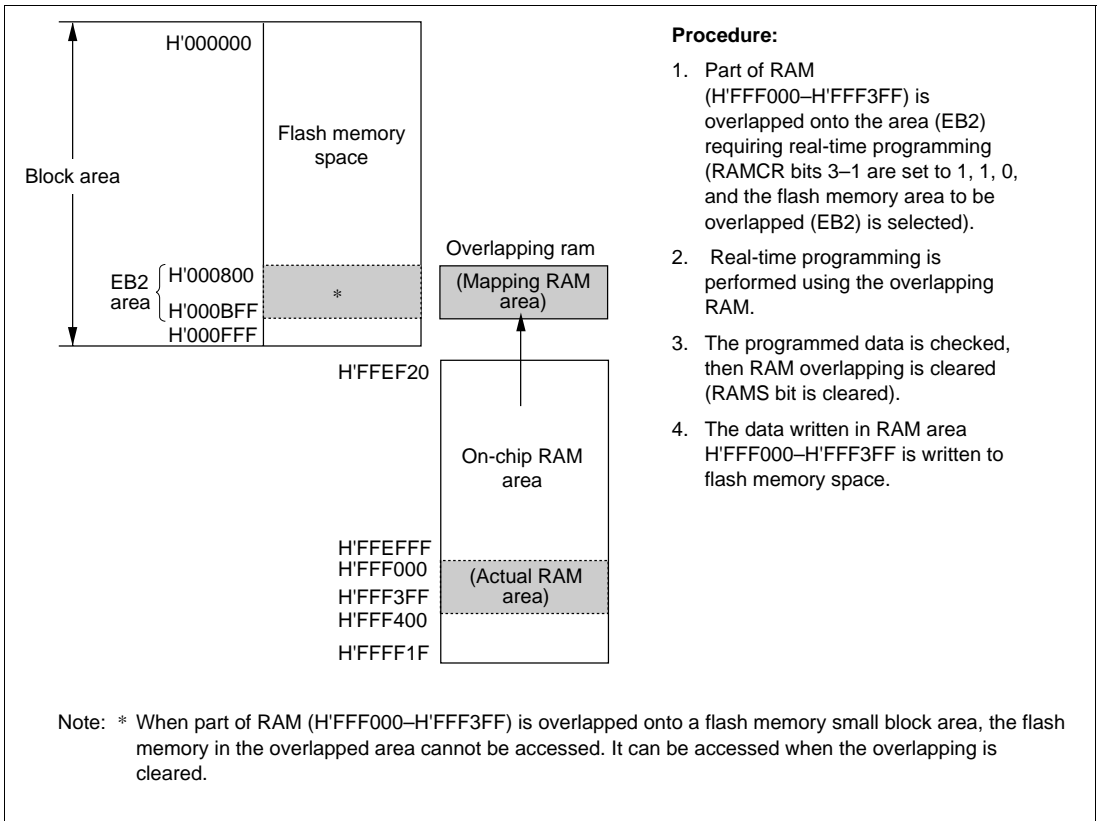 H'000000
Flash memory
space
Block area
EB2
area
H'000800
H'000BFF
H'000FFF
*
Overlapping ram
(Mapping RAM
area)
H'FFEF20
On-chip RAM
area
H'FFEFFF
H'FFF000
H'FFF3FF
H'FFF400
H'FFFF1F
(Actual RAM
area)
Procedure:
1. Part of RAM
(H'FFF000–H'FFF3FF) is
overlapped onto the area (EB2)
requiring real-time programming
(RAMCR bits 3–1 are set to 1, 1, 0,
and the flash memory area to be
overlapped (EB2) is selected).
2. Real-time programming is
performed using the overlapping
RAM.
3. The programmed data is checked,
then RAM overlapping is cleared
(RAMS bit is cleared).
4. The data written in RAM area
H'FFF000–H'FFF3FF is written to
flash memory space.
Note: * When part of RAM (H'FFF000–H'FFF3FF) is overlapped onto a flash memory small block area, the flash
memory in the overlapped area cannot be accessed. It can be accessed when the overlapping is
cleared.